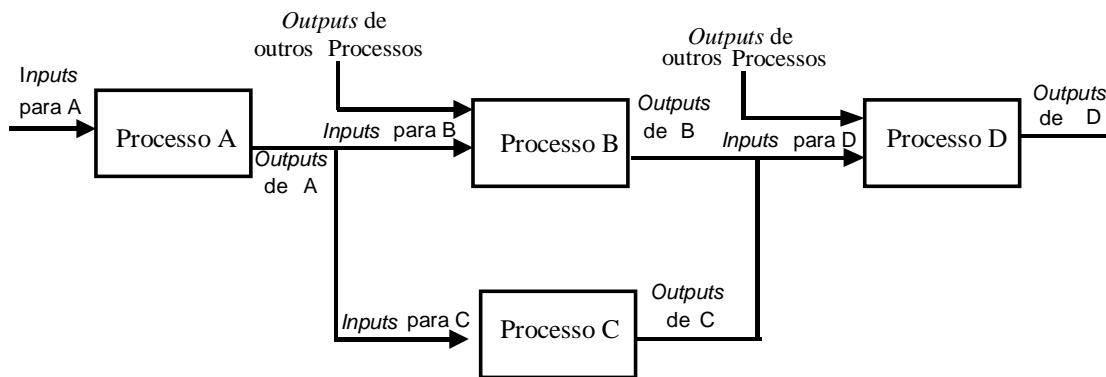 Outputs de
outros Processos
Outputs de
outros Processos
Inputs
para A
Processo A
Outputs
de A
Inputs para B
Processo B
Outputs
de B
Inputs para D
Processo D
Outputs
de D
Inputs para C
Processo C
Outputs
de C